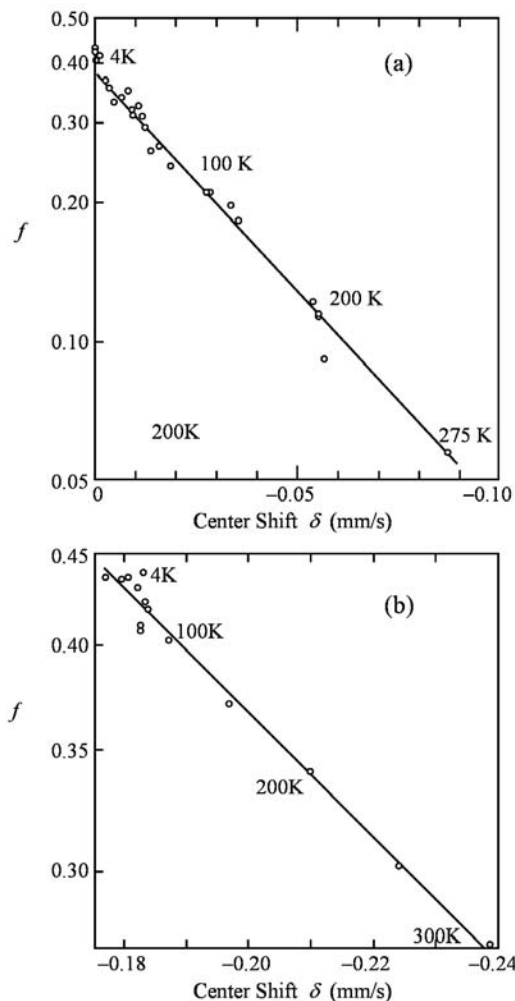 0.50
4K
(a)
0.40
0.30
100 K
0.20
f
200 K
0.10
200K
275 K
0.05
0
−0.05
−0.10
Center Shift δ (mm/s)
0.45
4K
(b)
0.40
100K
f
0.35
200K
0.30
300K
−0.18
−0.20
−0.22
−0.24
Center Shift δ (mm/s)